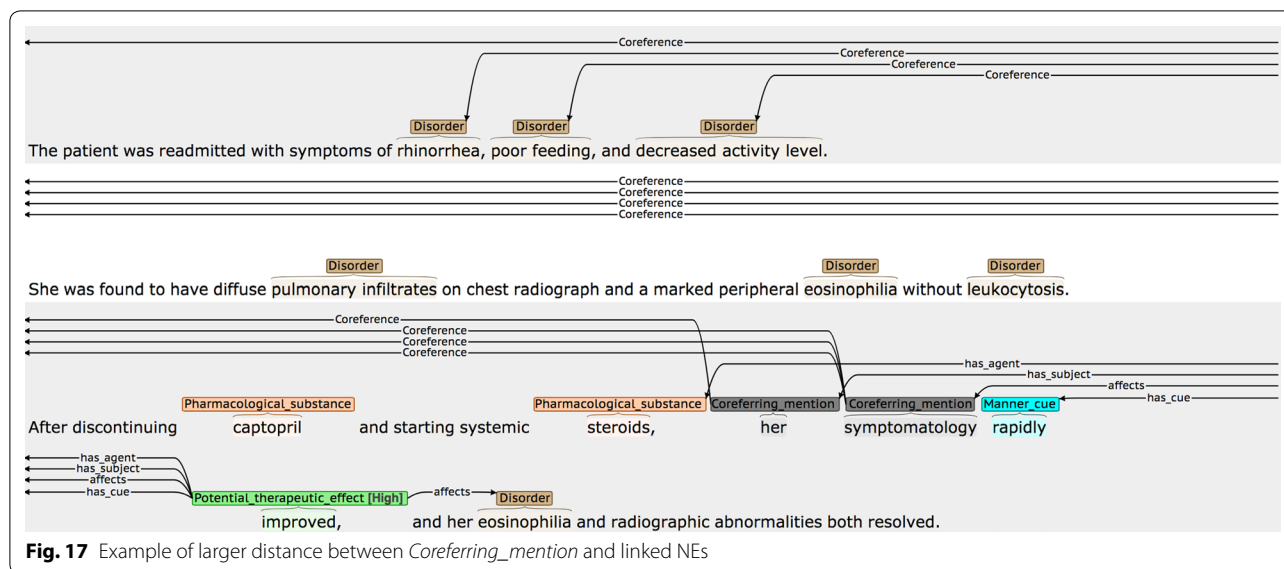 Coreference
Coreference
Coreference
Coreference
Disorder Disorder Disorder
The patient was readmitted with symptoms of rhinorrhea, poor feeding, and decreased activity level.
Coreference
Coreference
Coreference
Coreference
Disorder Disorder Disorder
She was found to have diffuse pulmonary infiltrates on chest radiograph and a marked peripheral eosinophilia without leukocytosis.
Coreference
Coreference
Coreference
Coreference
has_agent
has_subject
affects
has_cue
Pharmacological_substance Pharmacological_substance Coreferring_mention Coreferring_mention Manner_cue
After discontinuing captopril and starting systemic steroids, her symptomatology rapidly
has_agent
has_subject
affects
has_cue
Potential_therapeutic_effect [High] affects Disorder
improved, and her eosinophilia and radiographic abnormalities both resolved.
Fig. 17 Example of larger distance between Coreferring_mention and linked NEs